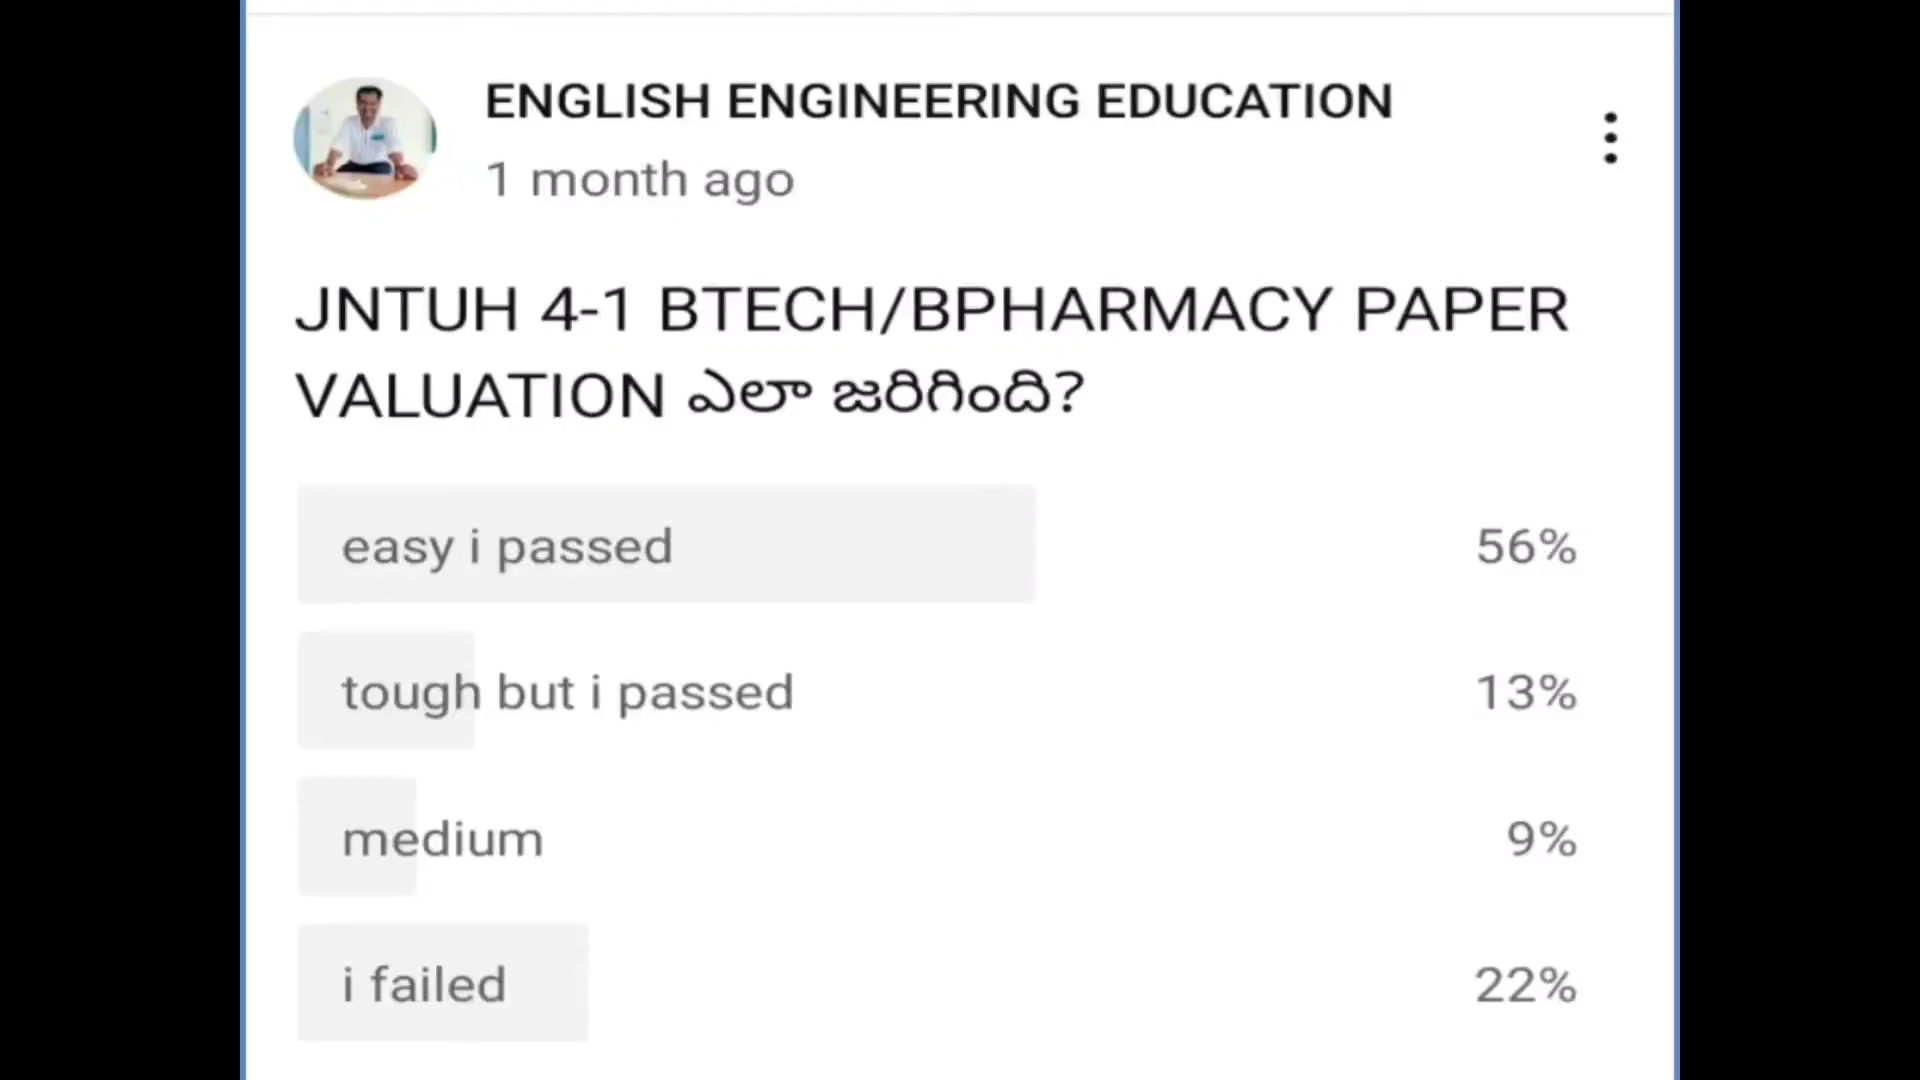 ENGLISH ENGINEERING EDUCATION
1 month ago
JNTUH 4-1 BTECH/BPHARMACY PAPER
VALUATION ఎలా జరిగింది?
easy i passed 56%
tough but i passed 13%
medium 9%
i failed 22%